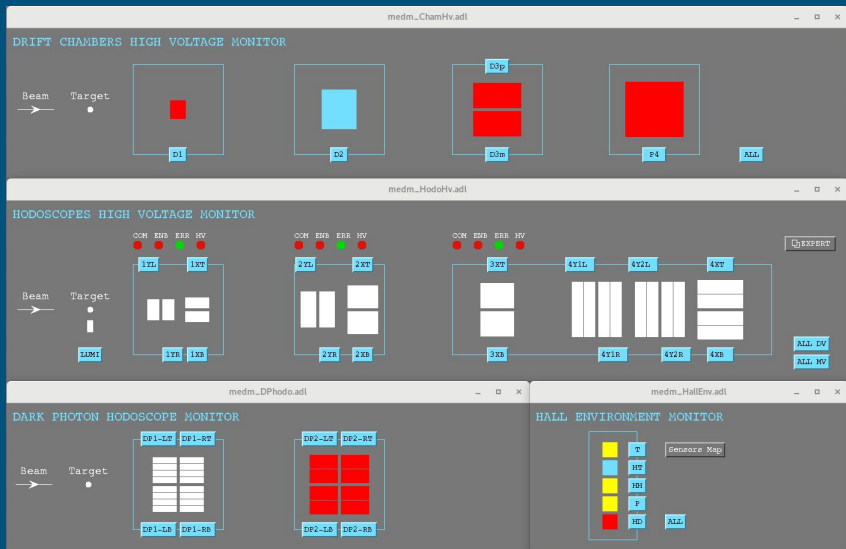 medm_ChamHv.adl
DRIFT CHAMBERS HIGH VOLTAGE MONITOR
D3p
Beam Target
D1 D2 D3m P4 ALL
medm_HodoHv.adl
HODOSCOPES HIGH VOLTAGE MONITOR
COM ENB ERR HV COM ENB ERR HV COM ENB ERR HV
EXPERT
1YL 1XT 2YL 2XT 3XT 4Y1L 4Y2L 4XT
Beam Target
ALL DV
LUMI 1YR 1XB 2YR 2XB 3XB 4Y1R 4Y2R 4XB
ALL MV
medm_DPhodo.adl
DARK PHOTON HODOSCOPE MONITOR
DP1-LT DP1-RT DP2-LT DP2-RT
Beam Target
DP1-LB DP1-RB DP2-LB DP2-RB
medm_HallEnv.adl
HALL ENVIRONMENT MONITOR
T Sensors Map
HT
HH
P
HD ALL